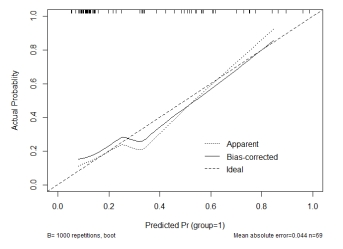 1.0
0.8
0.6
0.4
0.2
0.0
Actual Probability
Apparent
Bias-corrected
Ideal
0.0 0.2 0.4 0.6 0.8 1.0
Predicted Pr (group=1)
B= 1000 repetitions, boot
Mean absolute error=0.044 n=69